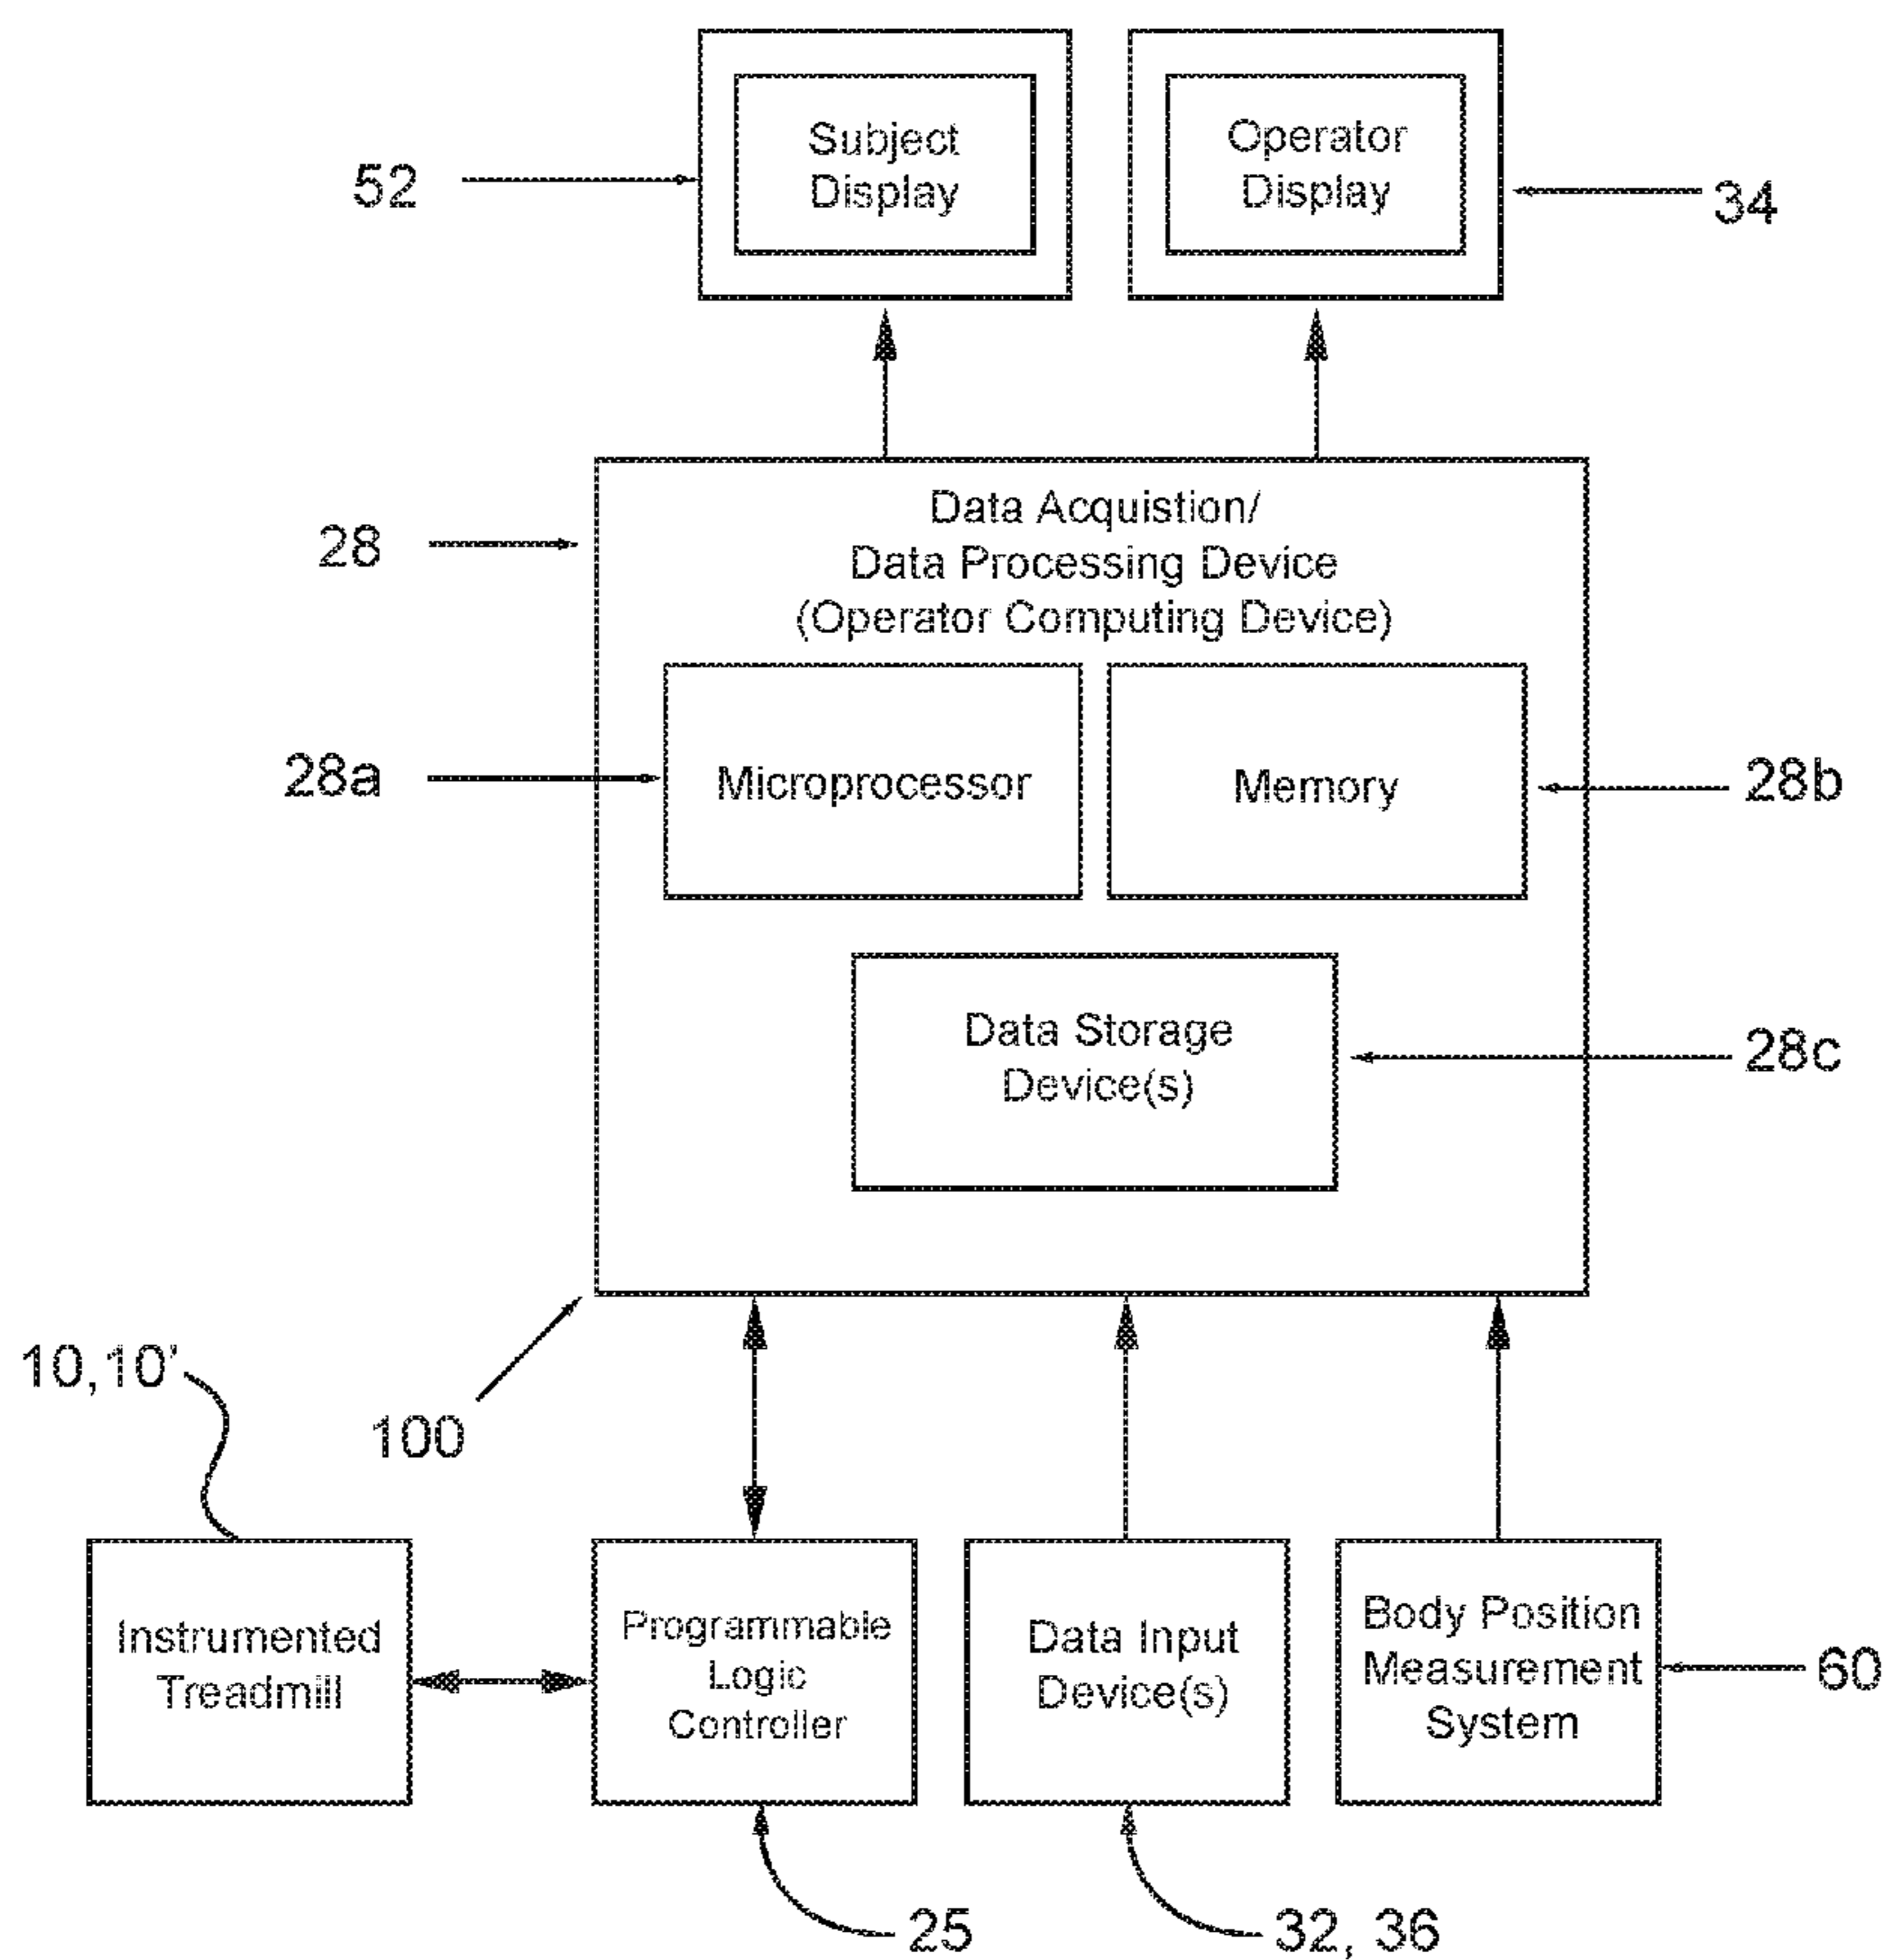 Subject
Display
Operator
Display
52
34
Data Acquistion/
Data Processing Device
(Operator Computing Device)
28
Microprocessor
Memory
28a
28b
Data Storage
Device(s)
28c
10,10'
100
Instrumented
Treadmill
Programmable
Logic
Controller
Data Input
Device(s)
Body Position
Measurement
System
60
25
32, 36